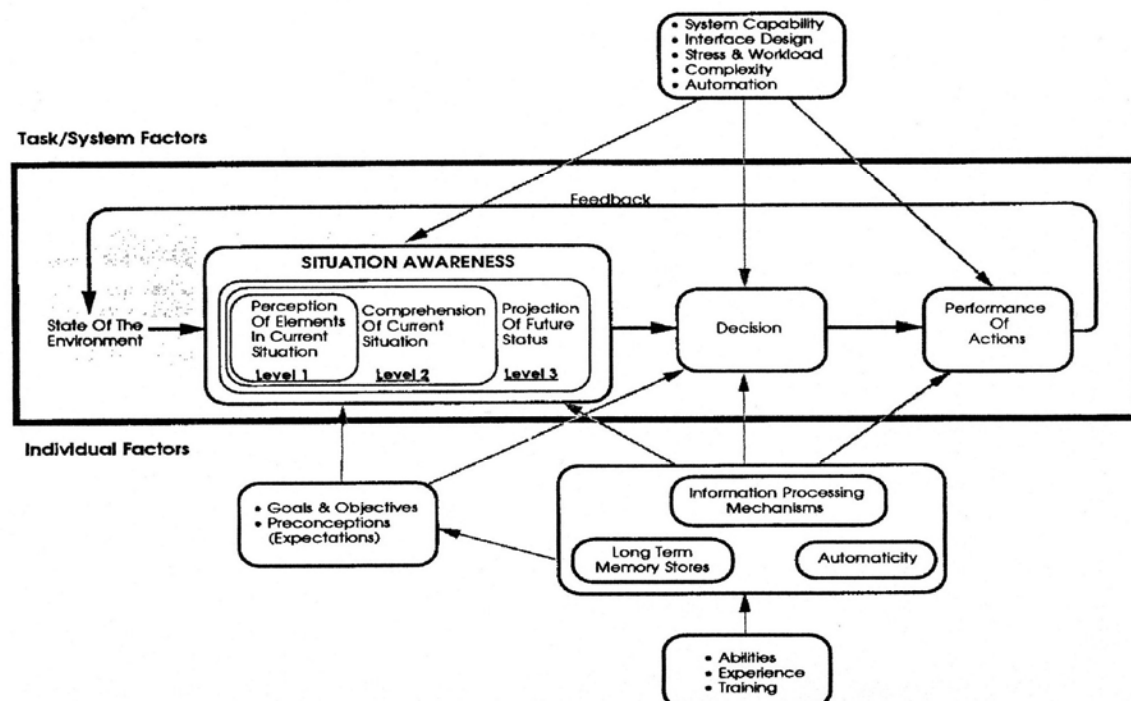 • System Capability
• Interface Design
• Stress & Workload
• Complexity
• Automation
Task/System Factors
Feedback
SITUATION AWARENESS
Perception
Of Elements
In Current
Situation
Level 1
Comprehension
Of Current
Situation
Level 2
Projection
Of Future
Status
Level 3
State Of The
Environment
Decision
Performance
Of
Actions
Individual Factors
• Goals & Objectives
• Preconceptions
(Expectations)
Information Processing
Mechanisms
Long Term
Memory Stores
Automaticity
• Abilities
• Experience
• Training